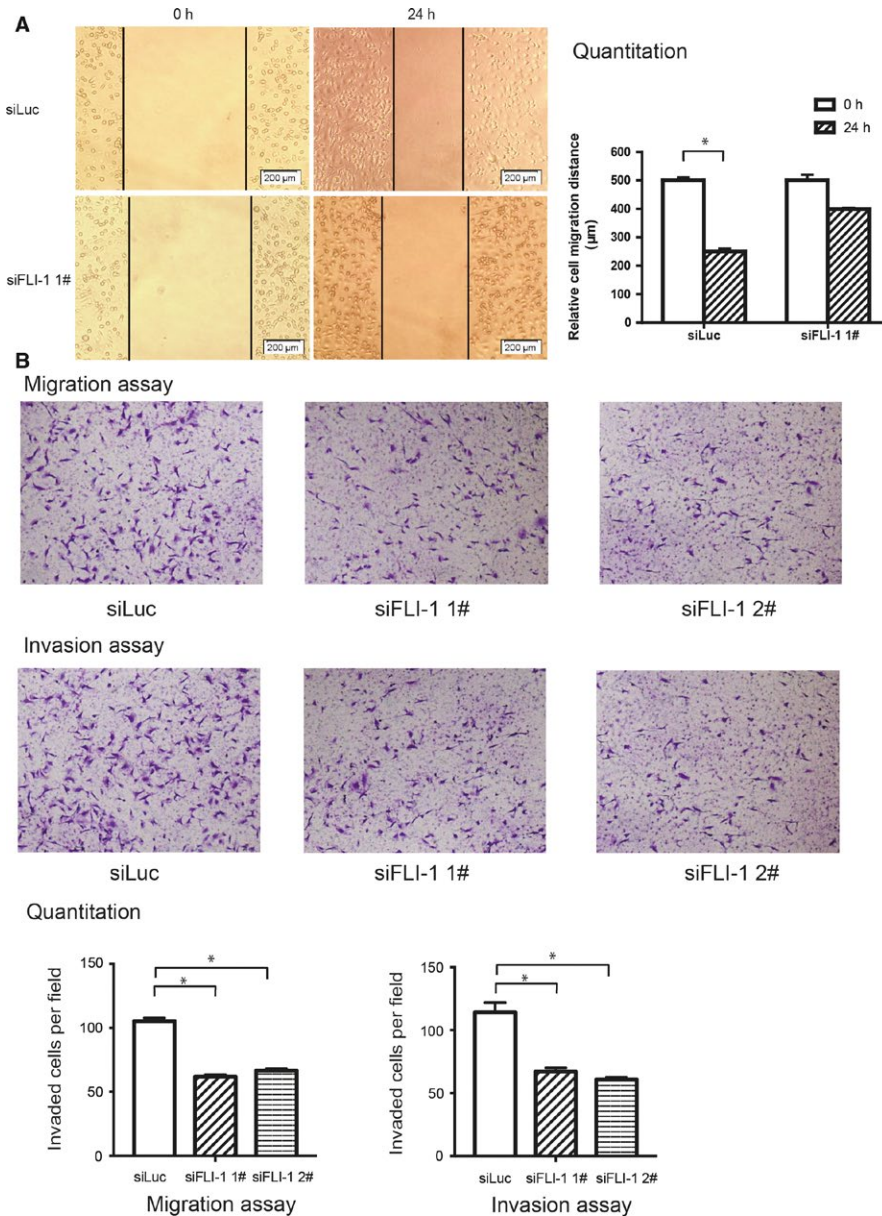 A
0 h
24 h
siLuc
200 µm
200 µm
siFLI-1 1#
200 µm
200 µm
Quantitation
0 h
24 h
*
Relative cell migration distance
(µm)
600
500
400
300
200
100
0
siLuc
siFLI-1 1#
B
Migration assay
siLuc
siFLI-1 1#
siFLI-1 2#
Invasion assay
siLuc
siFLI-1 1#
siFLI-1 2#
Quantitation
Invaded cells per field
150
100
50
0
*
*
siLuc
siFLI-1 1#
siFLI-1 2#
Migration assay
Invaded cells per field
150
100
50
0
*
*
siLuc
siFLI-1 1#
siFLI-1 2#
Invasion assay